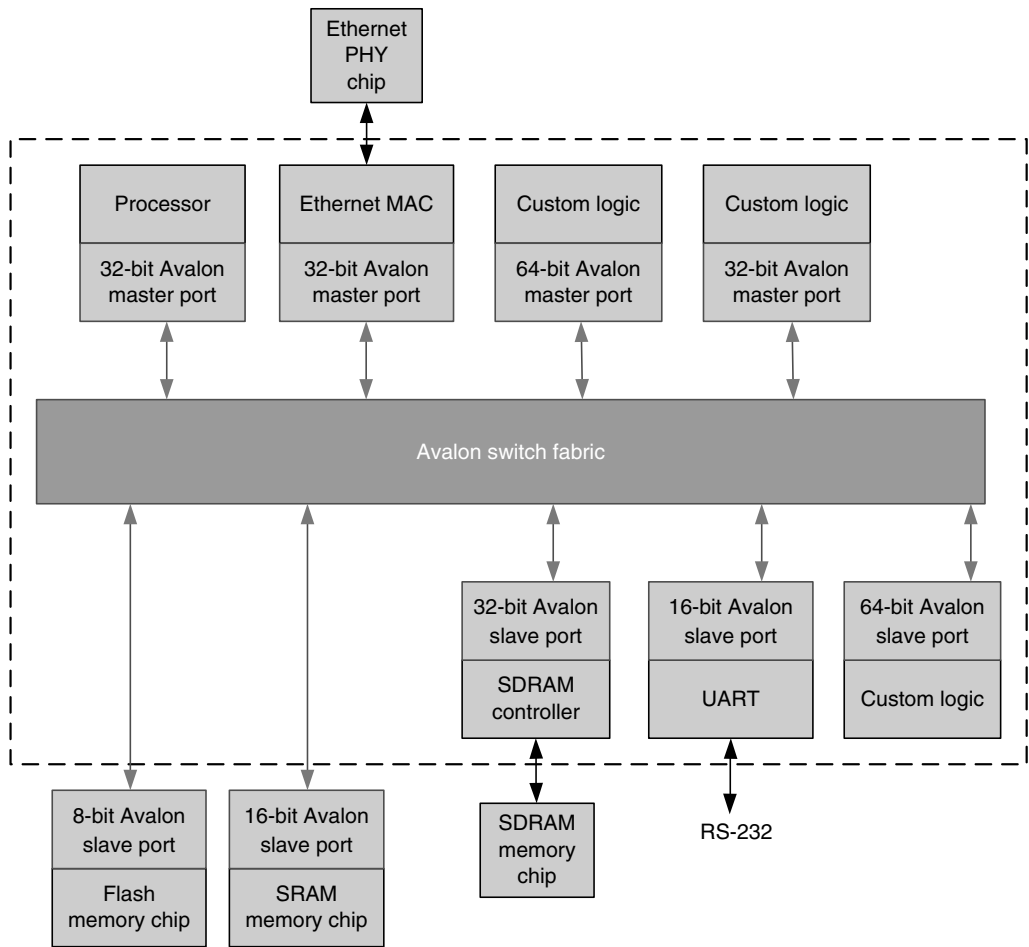 Ethernet
PHY
chip
Processor
32-bit Avalon
master port
Ethernet MAC
32-bit Avalon
master port
Custom logic
64-bit Avalon
master port
Custom logic
32-bit Avalon
master port
Avalon switch fabric
32-bit Avalon
slave port
SDRAM
controller
16-bit Avalon
slave port
UART
64-bit Avalon
slave port
Custom logic
8-bit Avalon
slave port
Flash
memory chip
16-bit Avalon
slave port
SRAM
memory chip
SDRAM
memory
chip
RS-232